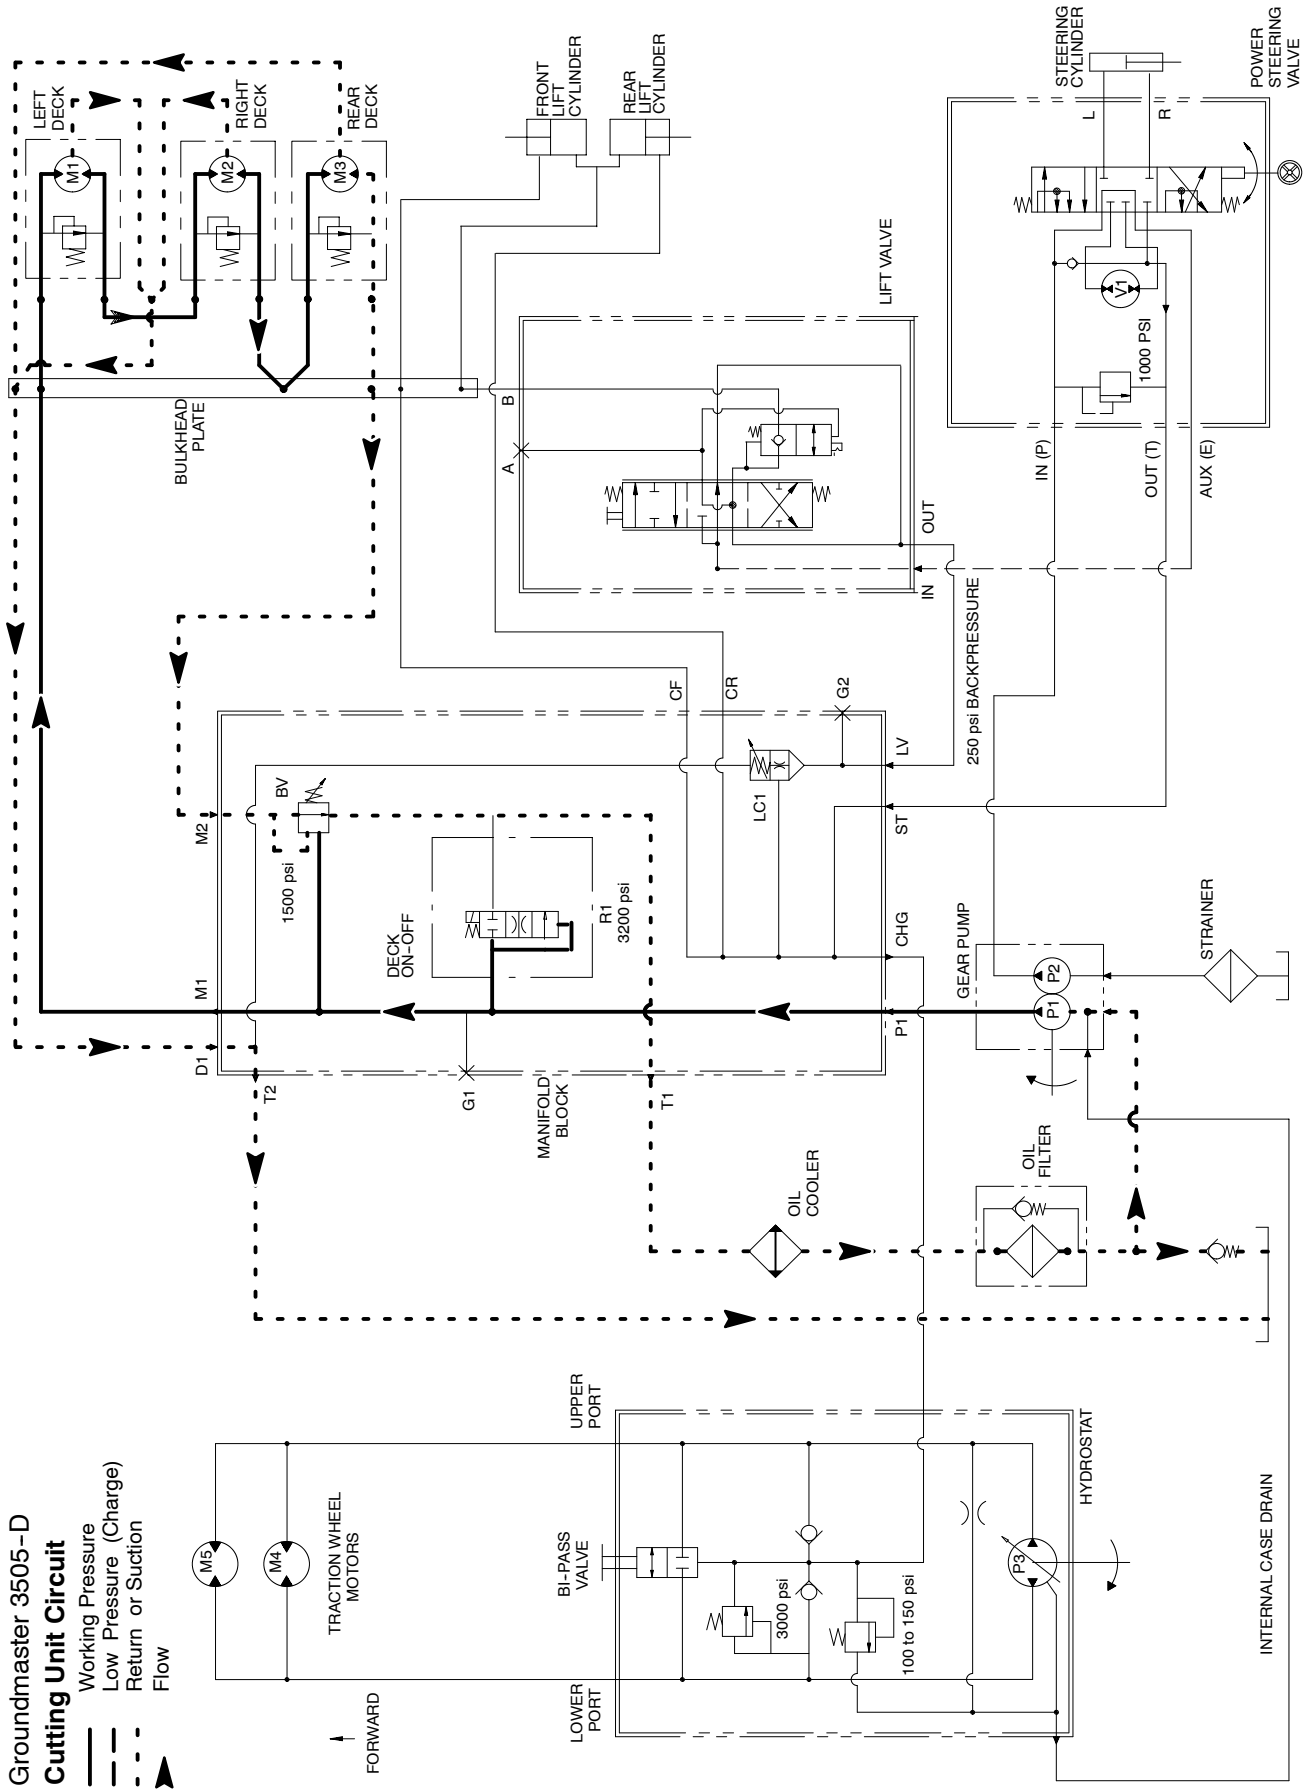 Groundmaster 3505-D
Cutting Unit Circuit
Working Pressure
Low Pressure (Charge)
Return or Suction
Flow
FORWARD
M5
M4
TRACTION WHEEL
MOTORS
LOWER
PORT
UPPER
PORT
BI-PASS
VALVE
3000 psi
100 to 150 psi
P3
HYDROSTAT
INTERNAL CASE DRAIN
OIL
COOLER
OIL
FILTER
D1
T2
G1
MANIFOLD
BLOCK
T1
M1
M2
BV
1500 psi
DECK
ON-OFF
R1
3200 psi
P1
CHG
ST
LV
LC1
G2
CF
CR
GEAR PUMP
P1
P2
STRAINER
250 psi BACKPRESSURE
BULKHEAD
PLATE
LEFT
DECK
M1
RIGHT
DECK
M2
REAR
DECK
M3
FRONT
LIFT
CYLINDER
REAR
LIFT
CYLINDER
LIFT VALVE
A
B
IN
OUT
IN (P)
OUT (T)
AUX (E)
1000 PSI
V1
L
R
STEERING
CYLINDER
POWER
STEERING
VALVE